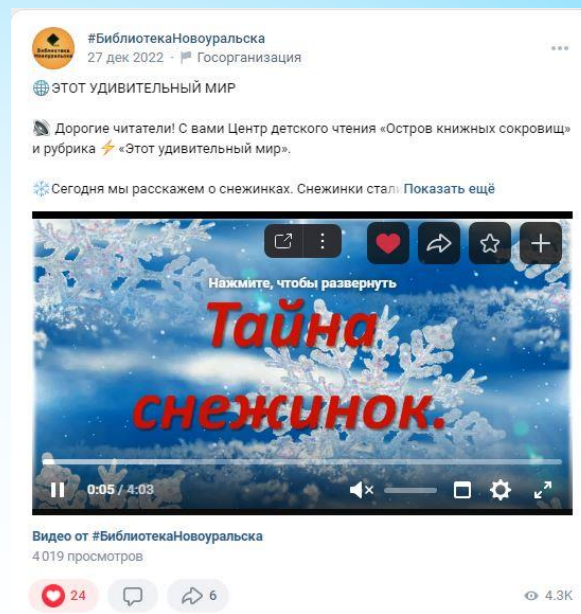 #БиблиотекаНовоуральска
27 дек 2022 · Госорганизация
ЭТОТ УДИВИТЕЛЬНЫЙ МИР
Дорогие читатели! С вами Центр детского чтения «Остров книжных сокровищ»
и рубрика ⚡ «Этот удивительный мир».
Сегодня мы расскажем о снежинках. Снежинки стал Показать ещё
Нажмите, чтобы развернуть
Тайна
снежинок.
0:05 / 4:03
Видео от #БиблиотекаНовоуральска
4 019 просмотров
24
6
4.3K